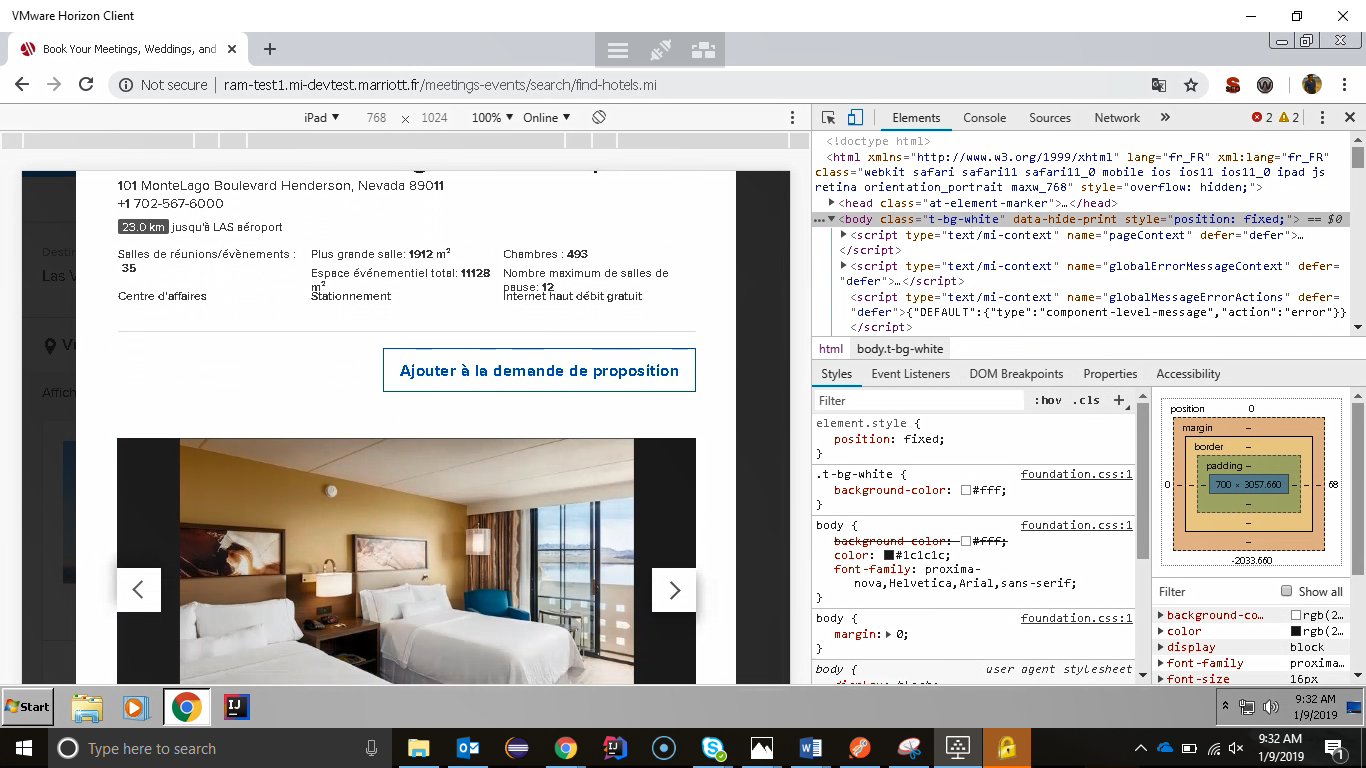 VMware Horizon Client
Book Your Meetings, Weddings, and
Not secure | ram-test1.mi-devtest.marriott.fr/meetings-events/search/find-hotels.mi
iPad ▼ 768 × 1024 100% ▼ Online ▼
Elements Console Sources Network » 2 2
101 MonteLago Boulevard Henderson, Nevada 89011
+1 702-567-6000
23.0 km jusqu'à LAS aéroport
Salles de réunions/évènements : 35
Plus grande salle: 1912 m²
Chambres : 493
Espace événementiel total: 11128 m²
Nombre maximum de salles de pause: 12
Centre d'affaires
Stationnement
Internet haut débit gratuit
Desti
Las V
Affich
Ajouter à la demande de proposition
<!doctype html>
<html xmlns="http://www.w3.org/1999/xhtml" lang="fr_FR" xml:lang="fr_FR"
class="webkit safari safari11 safari11_0 mobile ios ios11 ios11_0 ipad js
retina orientation_portrait maxw_768" style="overflow: hidden;">
▶<head class="at-element-marker">…</head>
…▼<body class="t-bg-white" data-hide-print style="position: fixed;"> == $0
▶<script type="text/mi-context" name="pageContext" defer="defer">…
</script>
▶<script type="text/mi-context" name="globalErrorMessageContext" defer=
"defer">…</script>
<script type="text/mi-context" name="globalMessageErrorActions" defer=
"defer">{"DEFAULT":{"type":"component-level-message","action":"error"}}
</script>
html body.t-bg-white
Styles Event Listeners DOM Breakpoints Properties Accessibility
Filter :hov .cls +
element.style {
position: fixed;
}
.t-bg-white { foundation.css:1
background-color: #fff;
}
body { foundation.css:1
background-color: #fff;
color: #1c1c1c;
font-family: proxima-
nova,Helvetica,Arial,sans-serif;
}
body { foundation.css:1
margin:▶ 0;
}
body { user agent stylesheet
display: block;
position 0
margin –
border –
padding –
0 – – – 700 × 3057.660 – – – 68
–
–
–
-2033.660
Filter Show all
▶ background-co… rgb(2…
▶ color rgb(2…
▶ display block
▶ font-family proxima…
▶ font-size 16px
Start
9:32 AM
1/9/2019
Type here to search
9:32 AM
1/9/2019
1